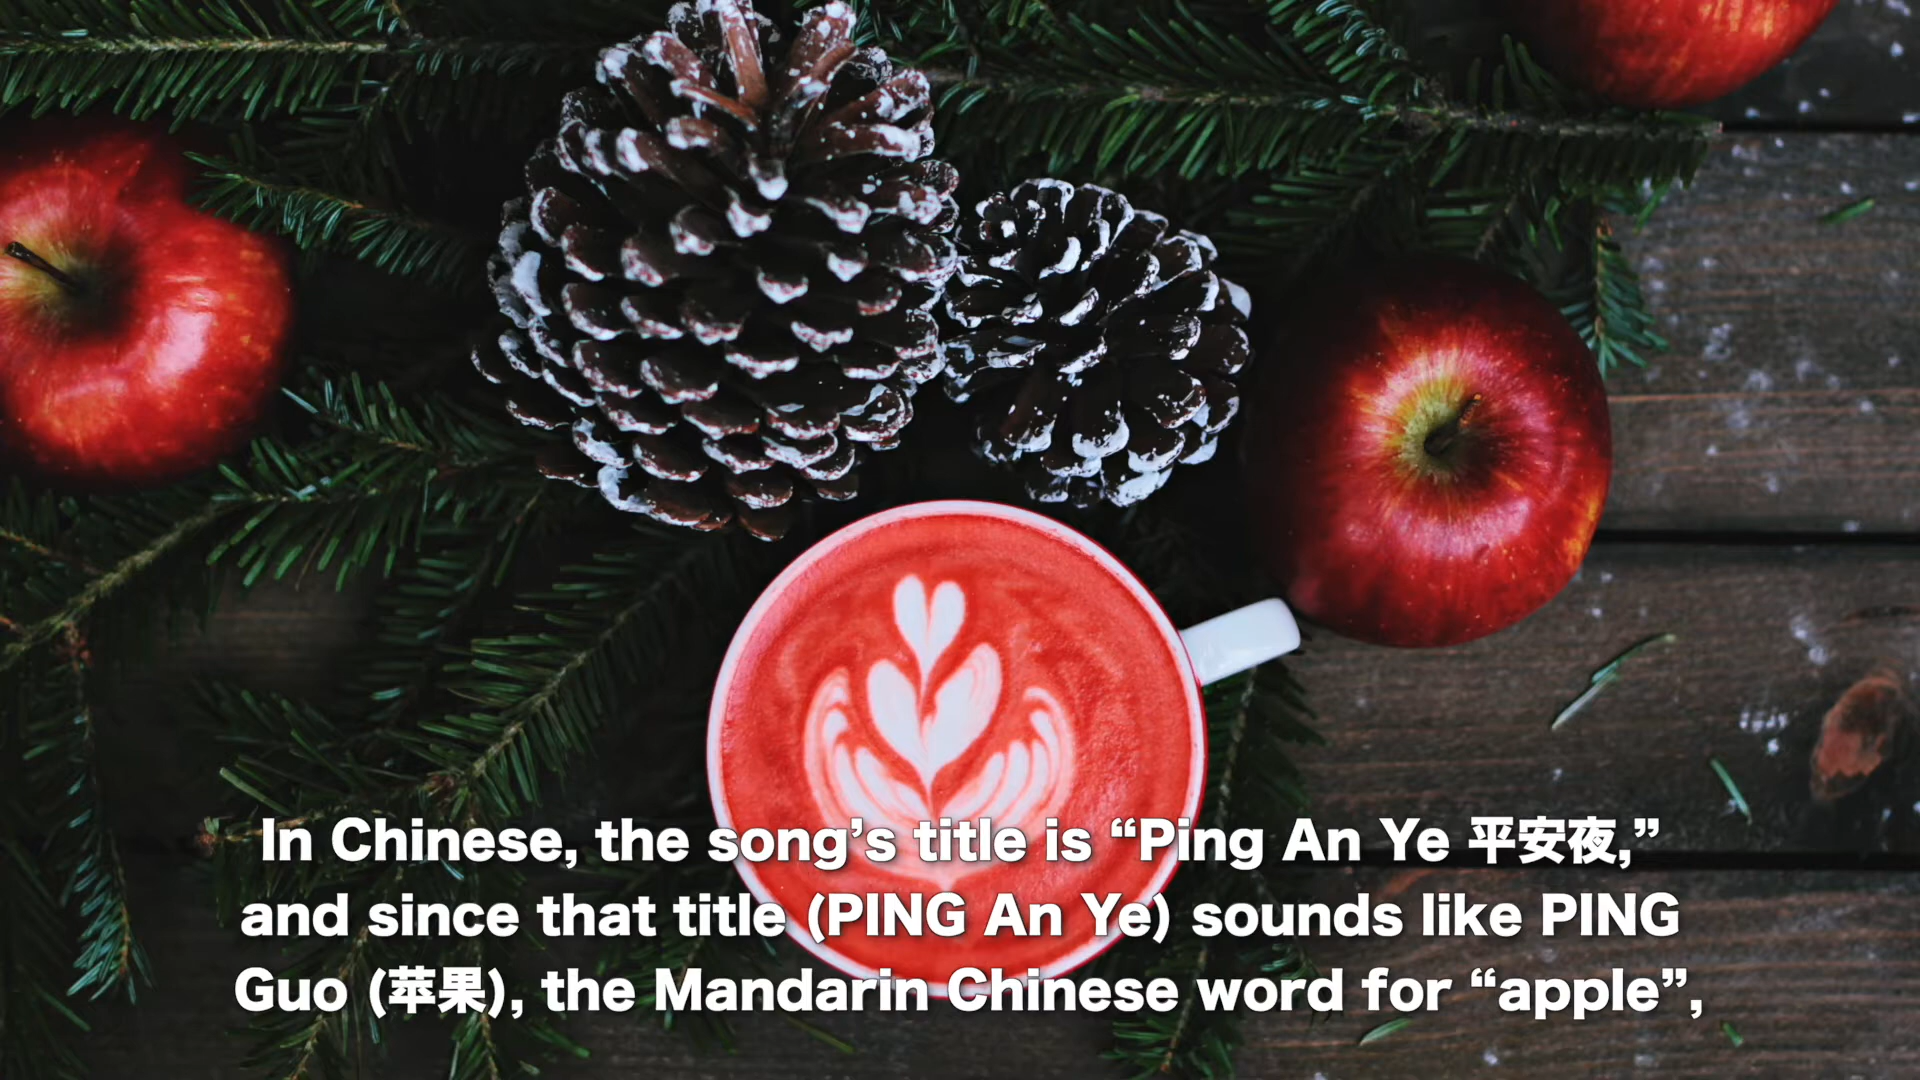 In Chinese, the song’s title is “Ping An Ye 平安夜,”
and since that title (PING An Ye) sounds like PING
Guo (苹果), the Mandarin Chinese word for “apple”,